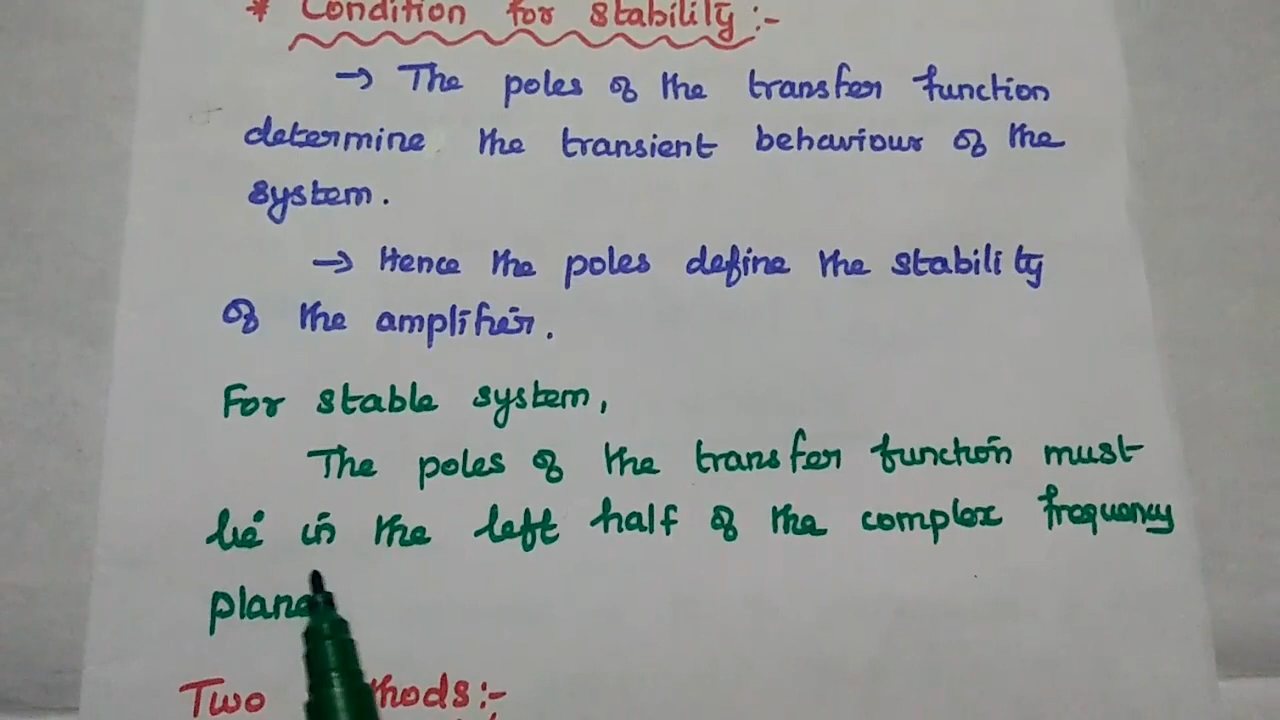 * Condition for stability :-
→ The poles of the transfer function
determine the transient behaviour of the
system.
→ Hence the poles define the stability
of the amplifier.
For stable system,
The poles of the transfer function must
lie in the left half of the complex frequency
plane
Two